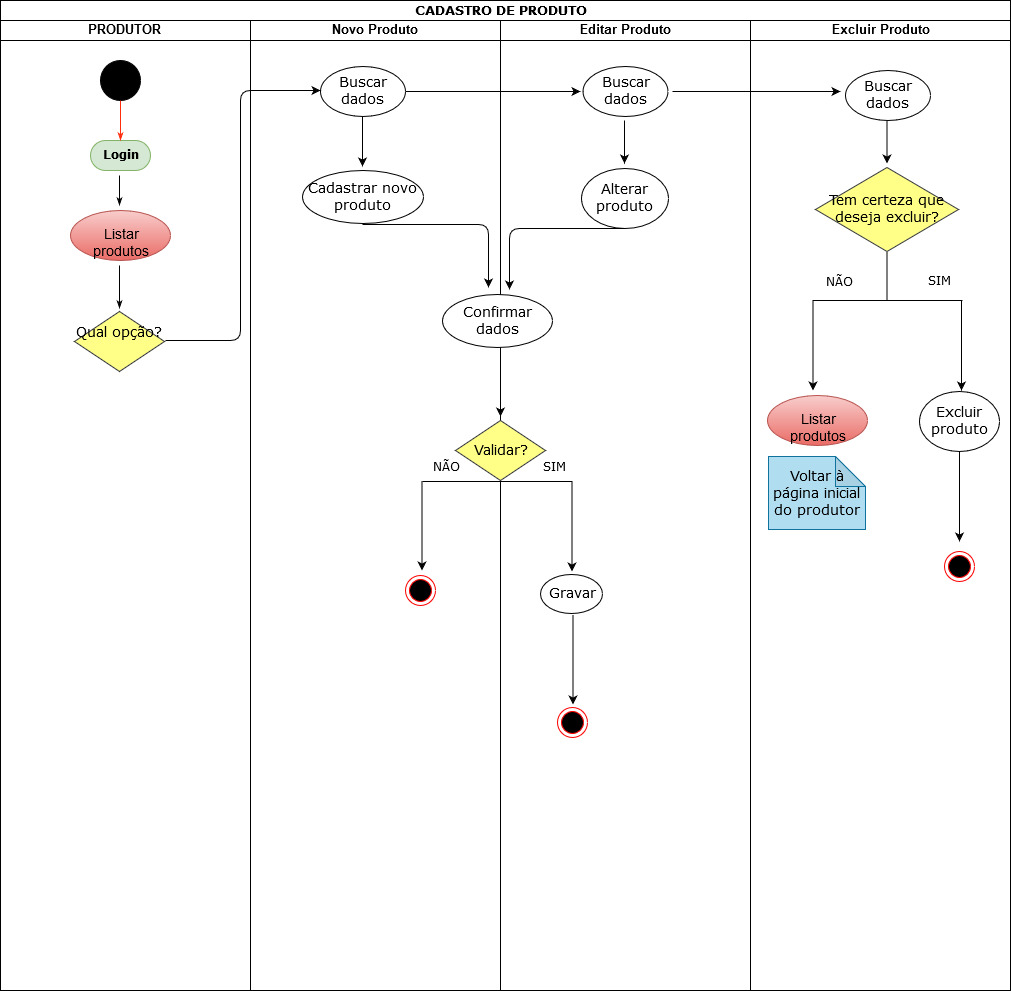 CADASTRO DE PRODUTO
PRODUTOR
Novo Produto
Editar Produto
Excluir Produto
Login
Listar
produtos
Qual opção?
Buscar
dados
Cadastrar novo
produto
Buscar
dados
Alterar
produto
Confirmar
dados
Validar?
NÃO
SIM
Gravar
Buscar
dados
Tem certeza que
deseja excluir?
NÃO
SIM
Listar
produtos
Voltar à
página inicial
do produtor
Excluir
produto